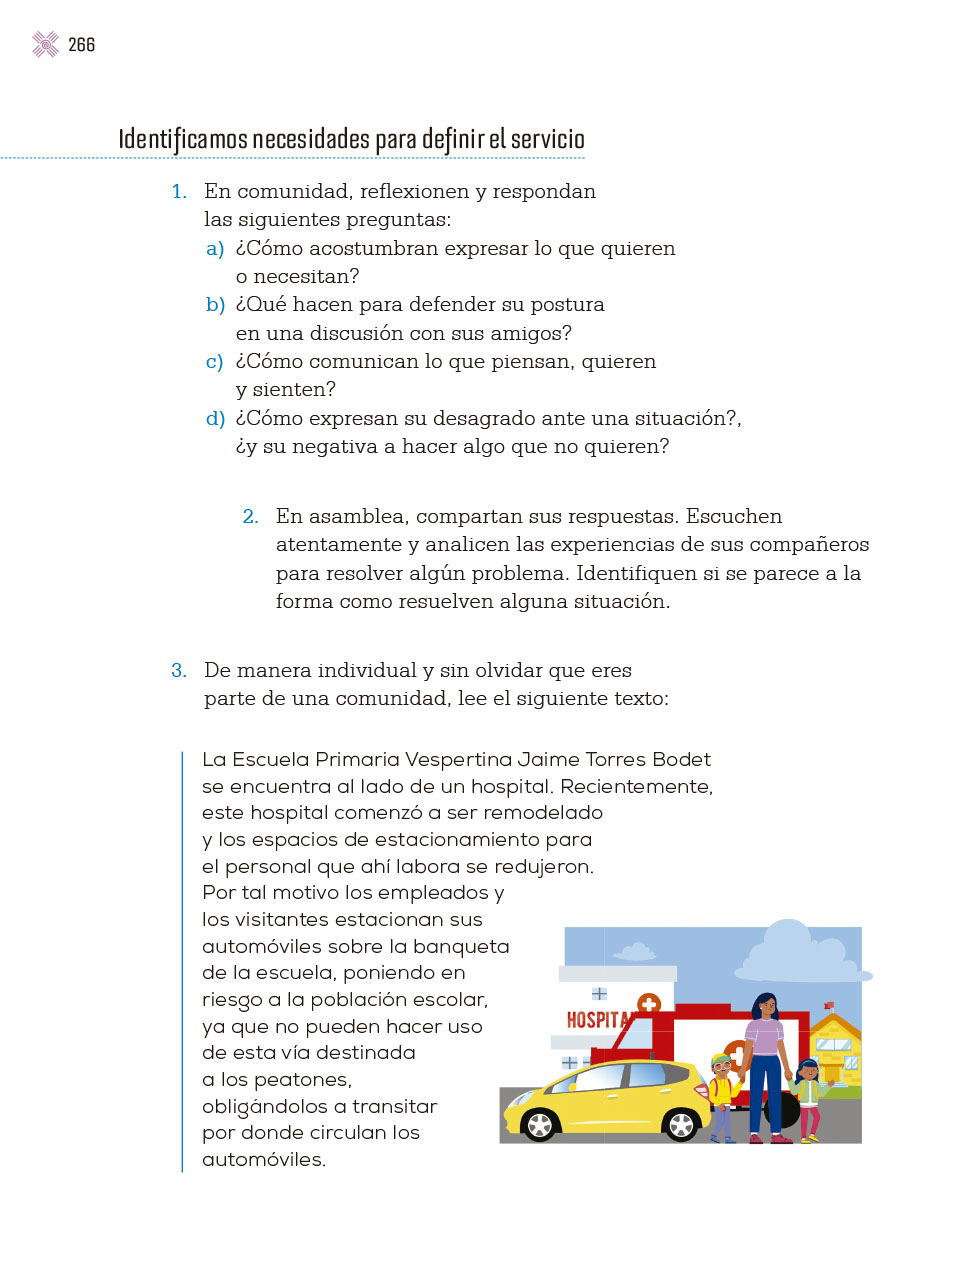 266
Identificamos necesidades para definir el servicio
1. En comunidad, reflexionen y respondan
las siguientes preguntas:
a) ¿Cómo acostumbran expresar lo que quieren
o necesitan?
b) ¿Qué hacen para defender su postura
en una discusión con sus amigos?
c) ¿Cómo comunican lo que piensan, quieren
y sienten?
d) ¿Cómo expresan su desagrado ante una situación?,
¿y su negativa a hacer algo que no quieren?
2. En asamblea, compartan sus respuestas. Escuchen
atentamente y analicen las experiencias de sus compañeros
para resolver algún problema. Identifiquen si se parece a la
forma como resuelven alguna situación.
3. De manera individual y sin olvidar que eres
parte de una comunidad, lee el siguiente texto:
La Escuela Primaria Vespertina Jaime Torres Bodet
se encuentra al lado de un hospital. Recientemente,
este hospital comenzó a ser remodelado
y los espacios de estacionamiento para
el personal que ahí labora se redujeron.
Por tal motivo los empleados y
los visitantes estacionan sus
automóviles sobre la banqueta
de la escuela, poniendo en
riesgo a la población escolar,
ya que no pueden hacer uso
de esta vía destinada
a los peatones,
obligándolos a transitar
por donde circulan los
automóviles.
HOSPITA